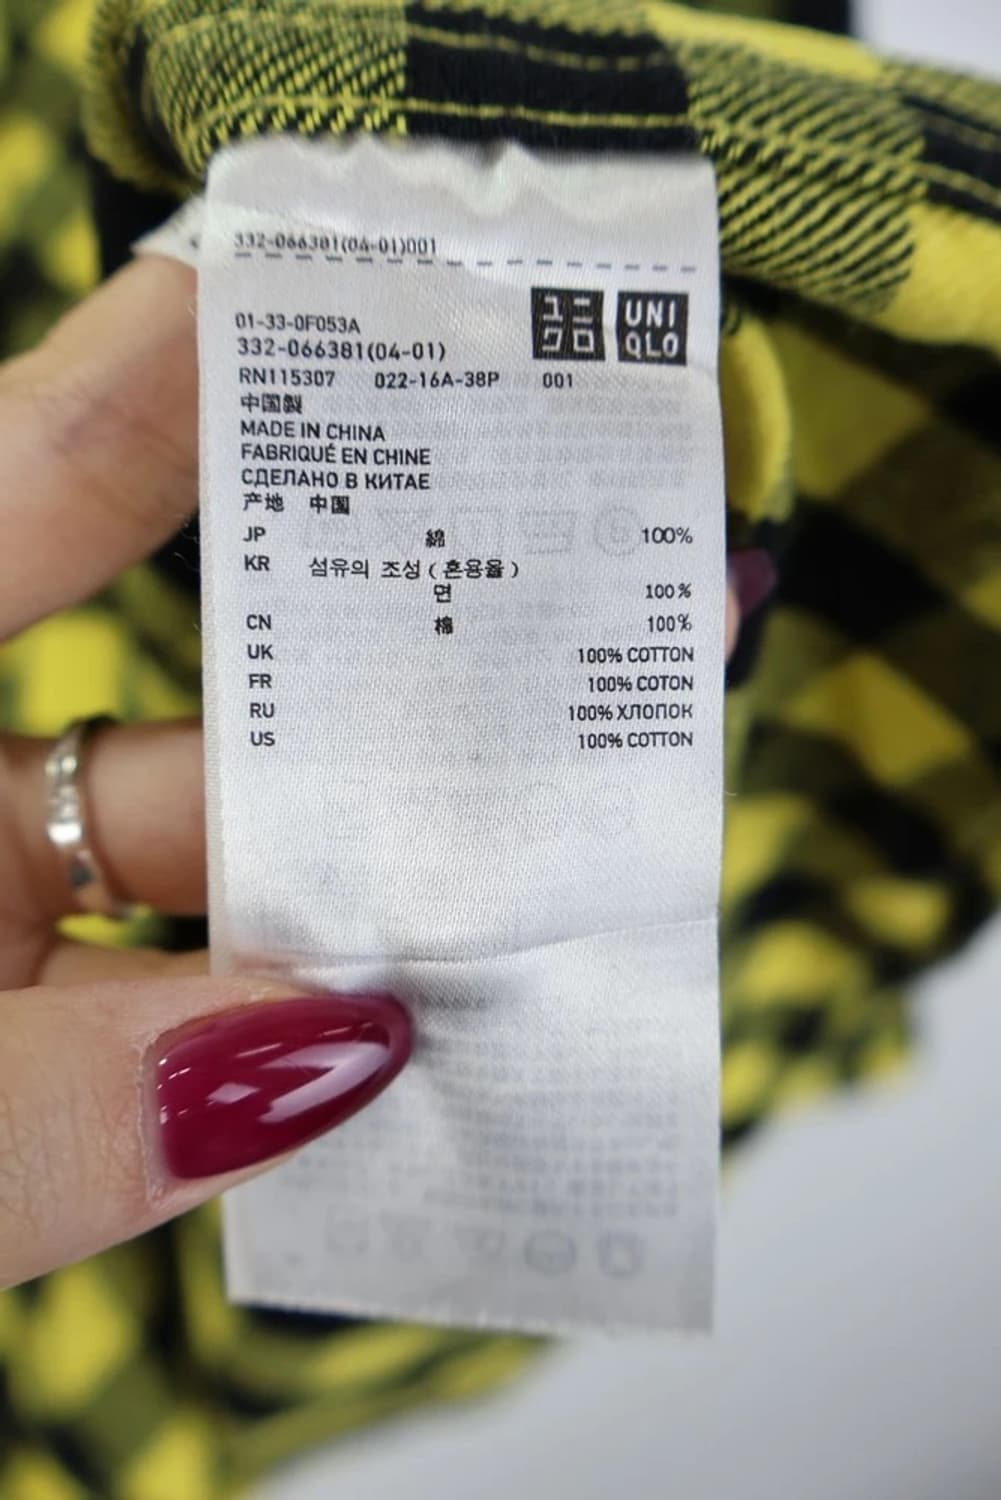 332-066381(04-01)001
ユニクロ
UNIQLO
01-33-0F053A
332-066381(04-01)
RN115307 022-16A-38P 001
中国製
MADE IN CHINA
FABRIQUÉ EN CHINE
СДЕЛАНО В КИТАЕ
产地 中国
JP 綿 100%
KR 섬유의 조성 ( 혼용율 )
면 100%
CN 棉 100%
UK 100% COTTON
FR 100% COTON
RU 100% ХЛОПОК
US 100% COTTON